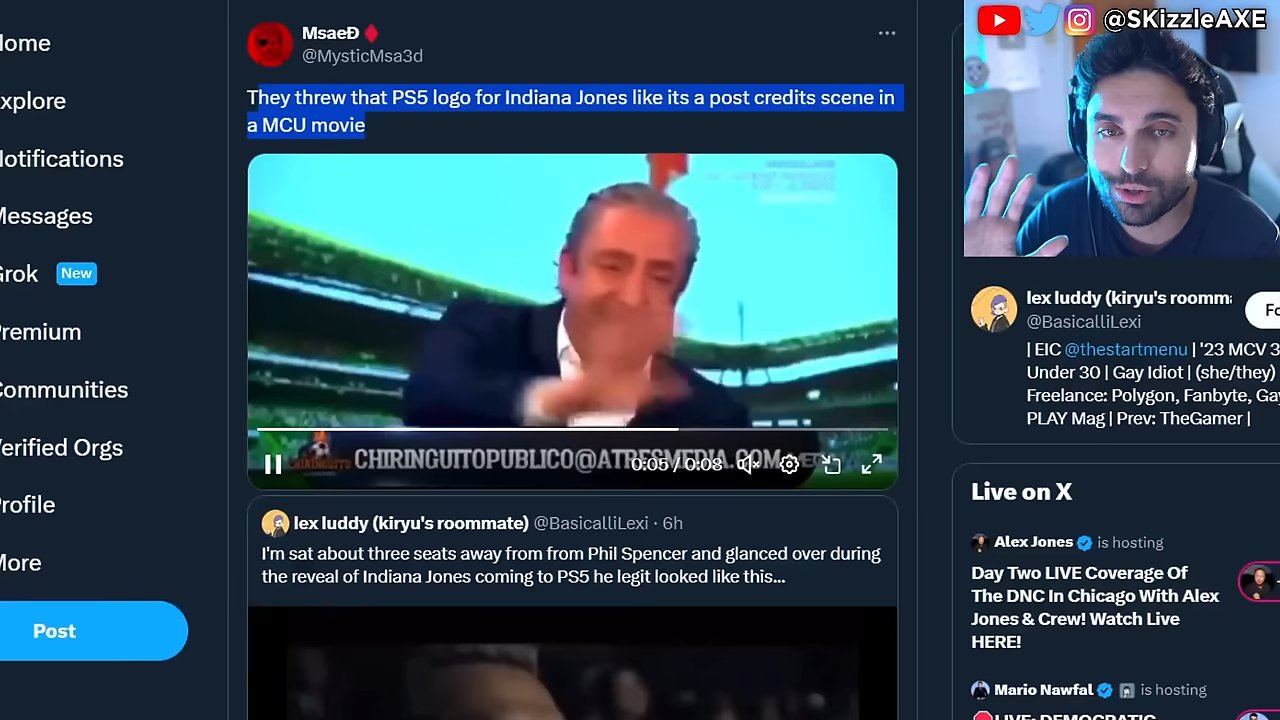 @SKizzleAXE
Home
Explore
Notifications
Messages
Grok New
Premium
Communities
Verified Orgs
Profile
More
Post
MsaeĐ
@MysticMsa3d
They threw that PS5 logo for Indiana Jones like its a post credits scene in
a MCU movie
CHIRINGUITOPUBLICO@ATRESMEDIA.COM
0:05 / 0:08
lex luddy (kiryu's roommate) @BasicalliLexi · 6h
I'm sat about three seats away from from Phil Spencer and glanced over during
the reveal of Indiana Jones coming to PS5 he legit looked like this...
lex luddy (kiryu's roomm
@BasicalliLexi
Fo
| EIC @thestartmenu | '23 MCV 3
Under 30 | Gay Idiot | (she/they)
Freelance: Polygon, Fanbyte, Ga
PLAY Mag | Prev: TheGamer |
Live on X
Alex Jones is hosting
Day Two LIVE Coverage Of
The DNC In Chicago With Alex
Jones & Crew! Watch Live
HERE!
Mario Nawfal is hosting
LIVE: DEMOCRATIC